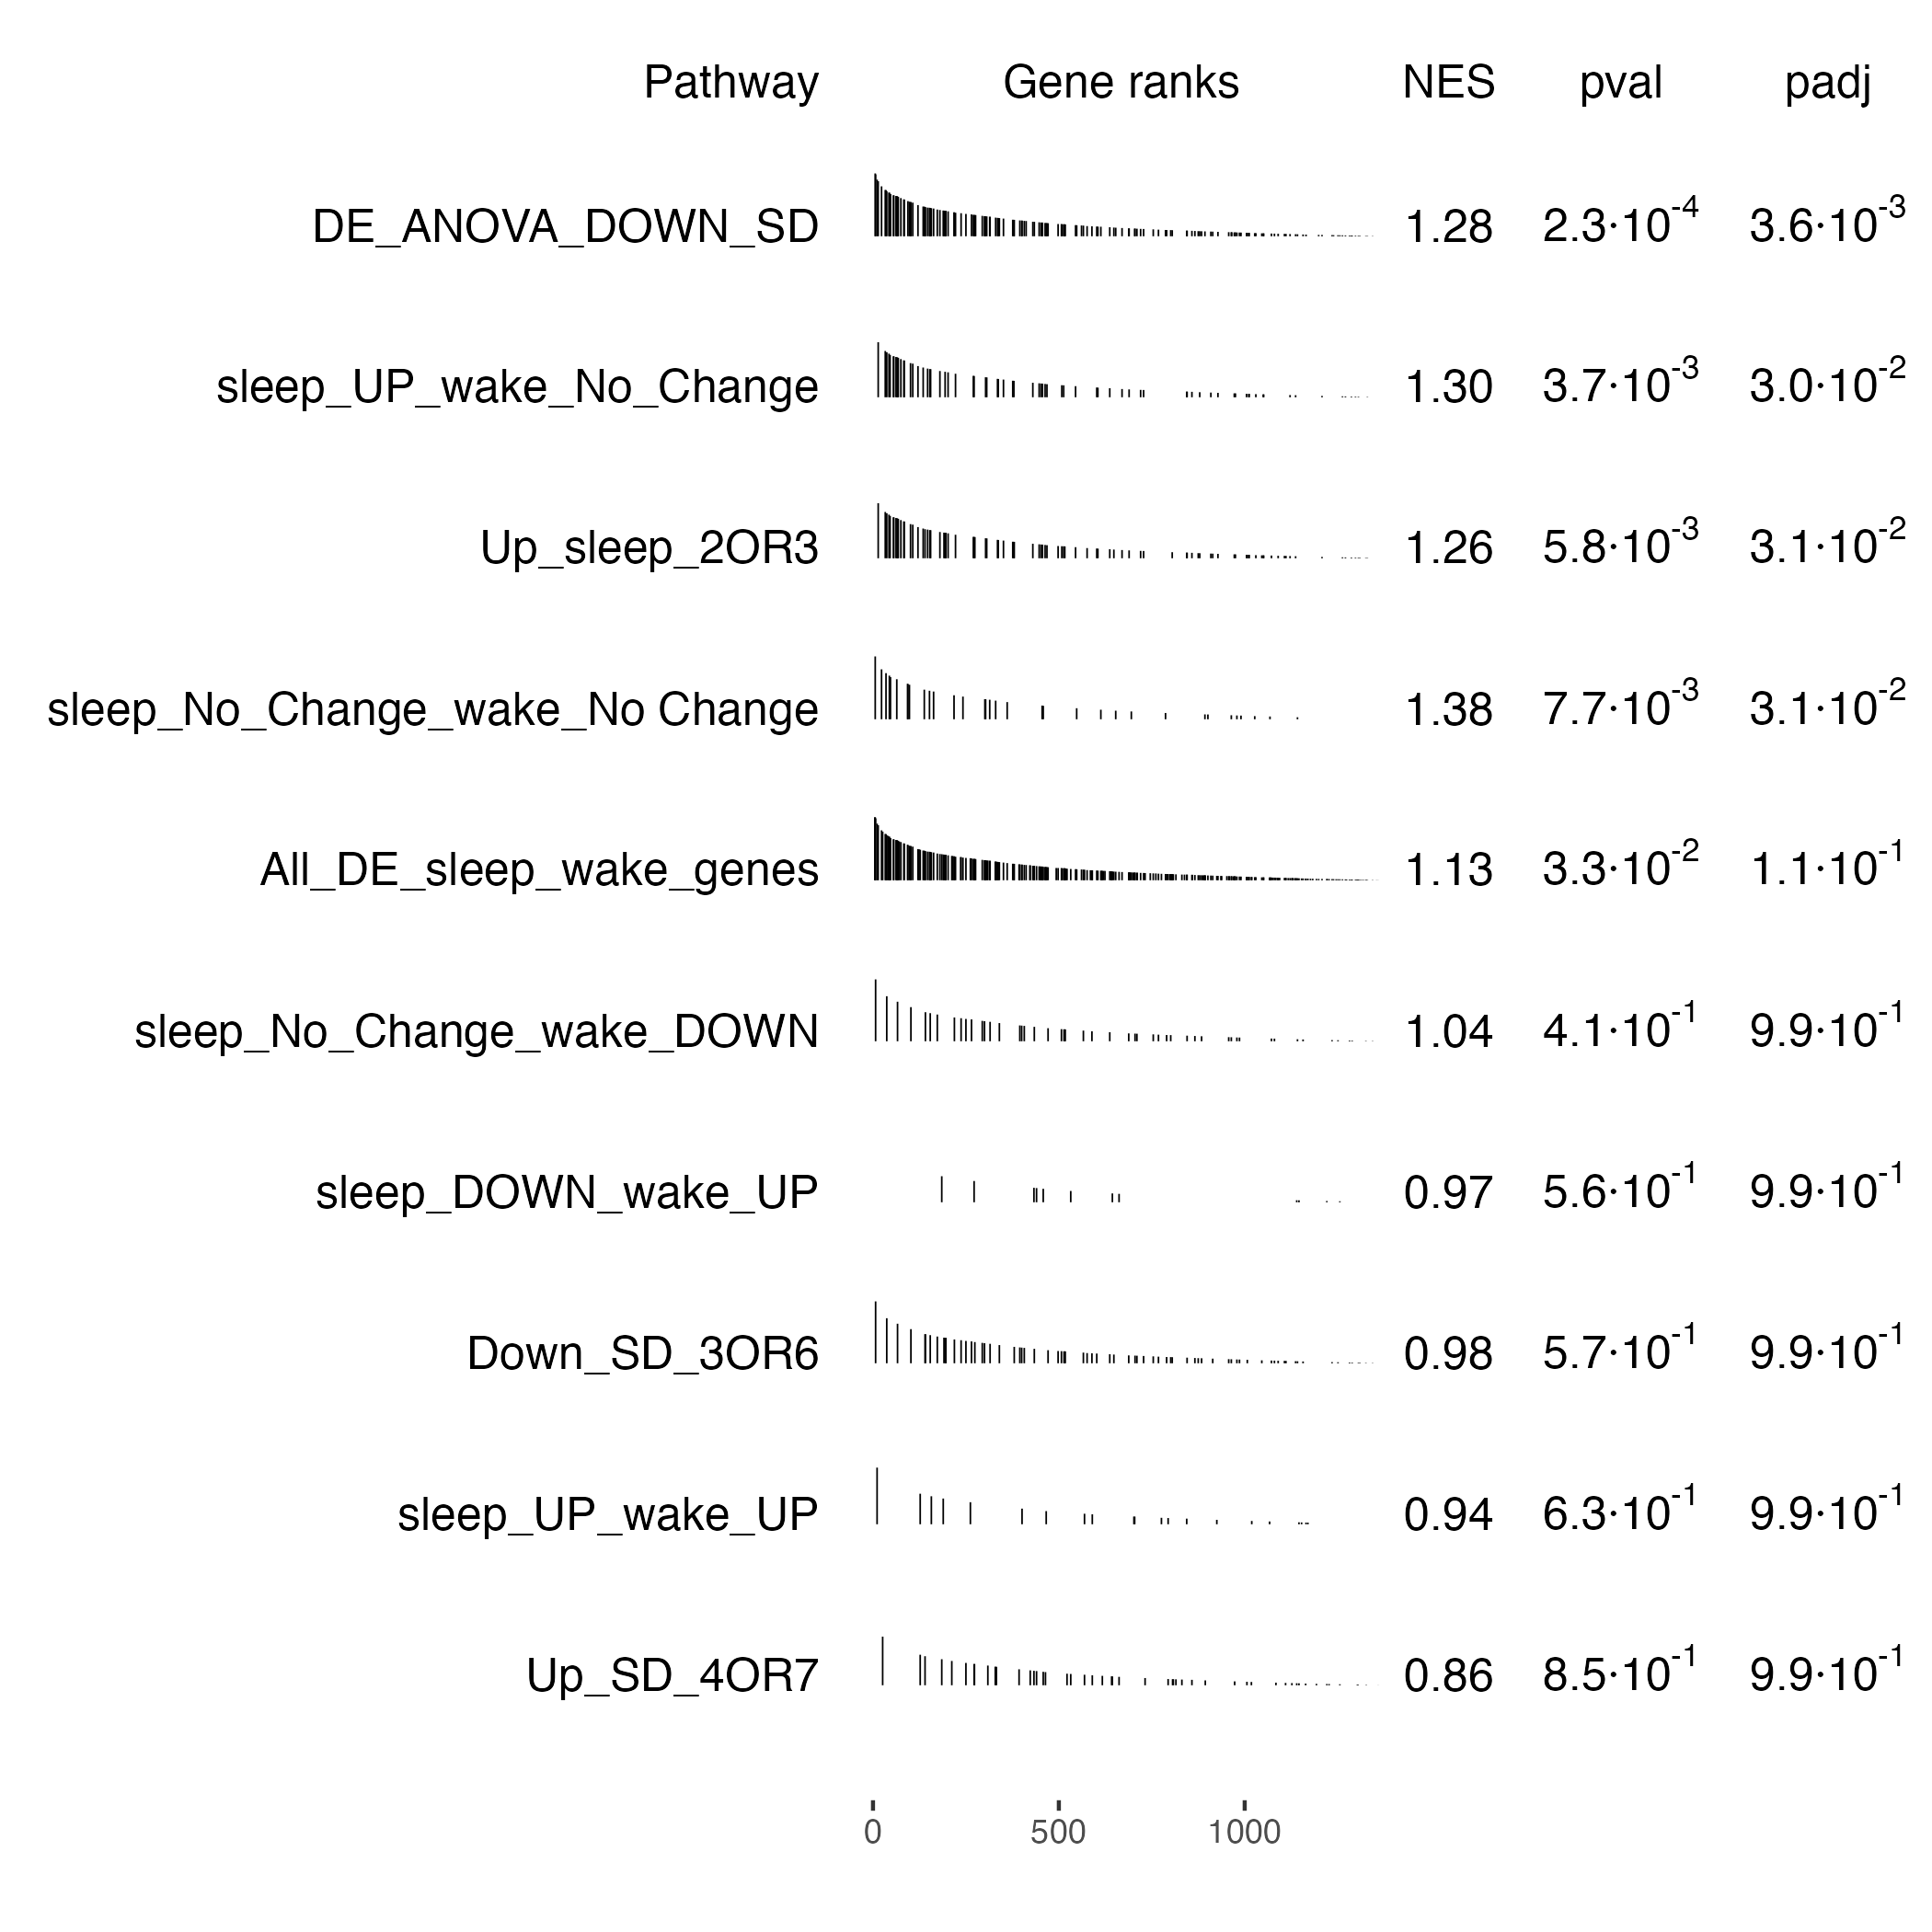 Pathway Gene ranks NES pval padj
DE_ANOVA_DOWN_SD 1.28 2.3·10⁻⁴ 3.6·10⁻³
sleep_UP_wake_No_Change 1.30 3.7·10⁻³ 3.0·10⁻²
Up_sleep_2OR3 1.26 5.8·10⁻³ 3.1·10⁻²
sleep_No_Change_wake_No Change 1.38 7.7·10⁻³ 3.1·10⁻²
All_DE_sleep_wake_genes 1.13 3.3·10⁻² 1.1·10⁻¹
sleep_No_Change_wake_DOWN 1.04 4.1·10⁻¹ 9.9·10⁻¹
sleep_DOWN_wake_UP 0.97 5.6·10⁻¹ 9.9·10⁻¹
Down_SD_3OR6 0.98 5.7·10⁻¹ 9.9·10⁻¹
sleep_UP_wake_UP 0.94 6.3·10⁻¹ 9.9·10⁻¹
Up_SD_4OR7 0.86 8.5·10⁻¹ 9.9·10⁻¹
0 500 1000